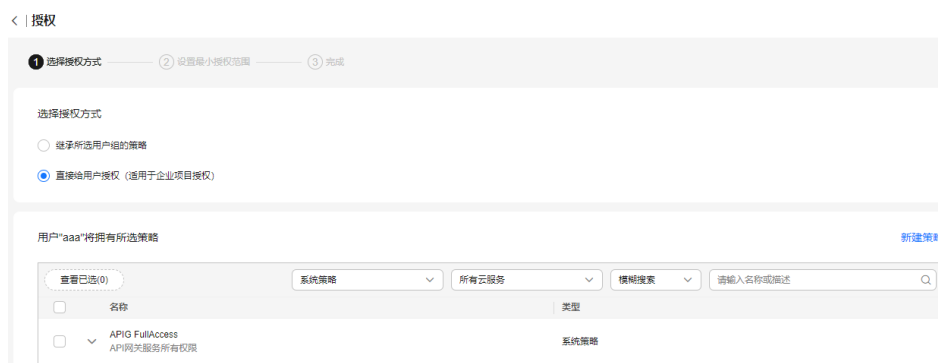 授权
1 选择授权方式 2 设置最小授权范围 3 完成
选择授权方式
继承所选用户组的策略
直接给用户授权（适用于企业项目授权）
用户"aaa"将拥有所选策略 新建策略
查看已选(0) 系统策略 所有云服务 模糊搜索 请输入名称或描述
名称 类型
APIG FullAccess
API网关服务所有权限 系统策略